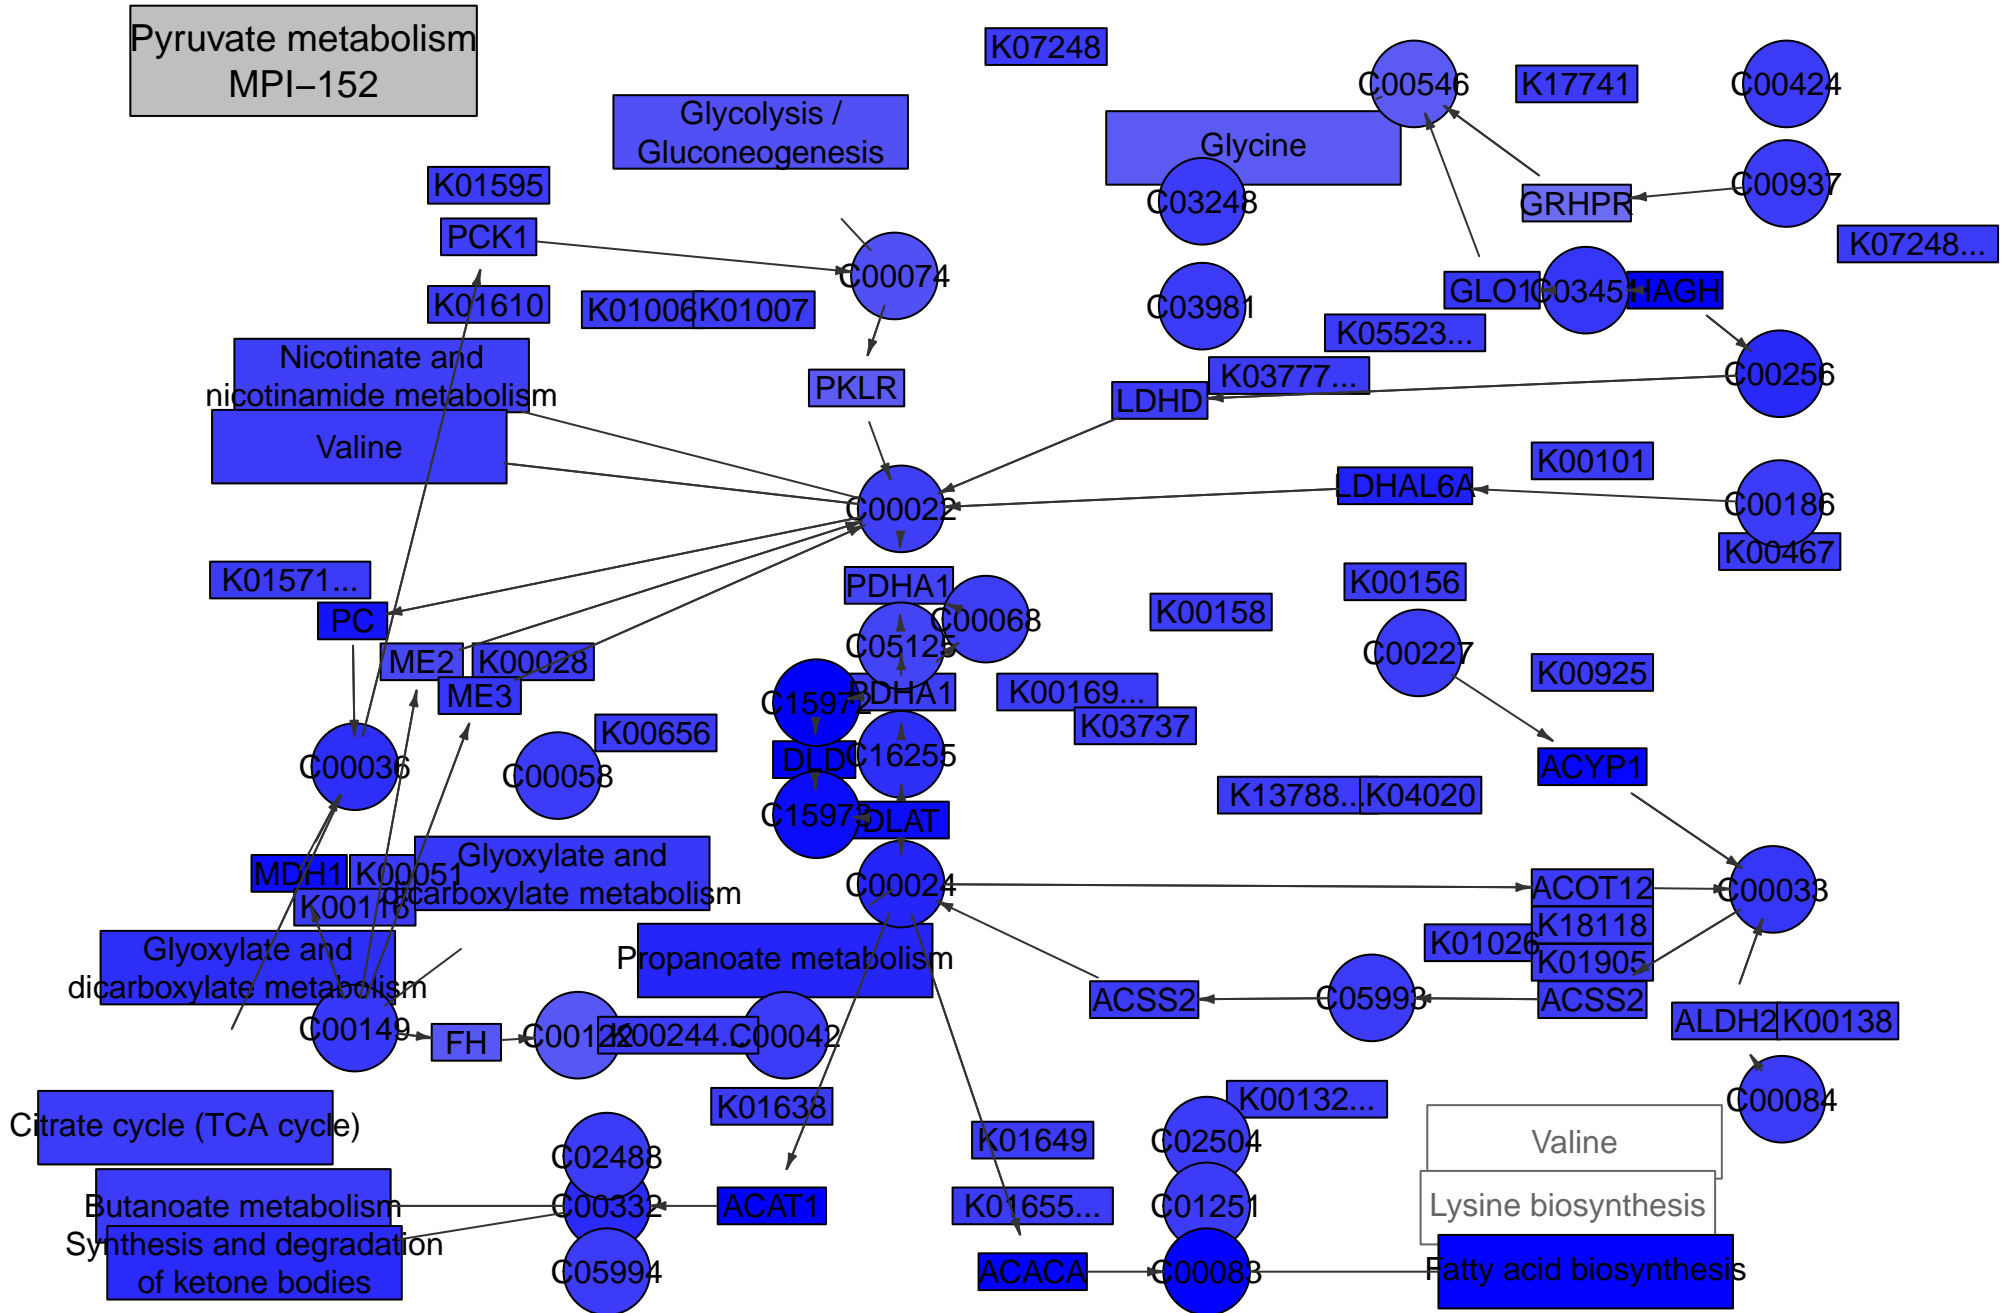 Pyruvate metabolism
MPI−152
K07248
C00546
K17741
C00424
Glycolysis /
Gluconeogenesis
Glycine
K01595
C03248
GRHPR
C00937
PCK1
K07248...
C00074
K01610
K01006
K01007
C03981
GLO1
C03451
HAGH
K05523...
Nicotinate and
nicotinamide metabolism
PKLR
K03777...
LDHD
C00256
Valine
K00101
LDHAL6A
C00022
C00186
K00467
K01571...
PDHA1
K00156
PC
C00068
K00158
C05125
C00227
ME2
K00028
K00925
ME3
C15972
PDHA1
K00169...
K03737
K00656
C00036
C00058
DLD
C16255
ACYP1
K13788...
K04020
C15973
DLAT
MDH1
K00051
Glyoxylate and
dicarboxylate metabolism
C00024
ACOT12
C00033
K00116
K18118
K01026
Glyoxylate and
dicarboxylate metabolism
Propanoate metabolism
K01905
ACSS2
C05993
ACSS2
C00149
FH
C00122
K00244...
C00042
ALDH2
K00138
K01638
K00132...
C00084
Citrate cycle (TCA cycle)
C02488
K01649
C02504
Valine
Butanoate metabolism
C00332
ACAT1
K01655...
C01251
Lysine biosynthesis
Synthesis and degradation
of ketone bodies
C05994
ACACA
C00083
Fatty acid biosynthesis